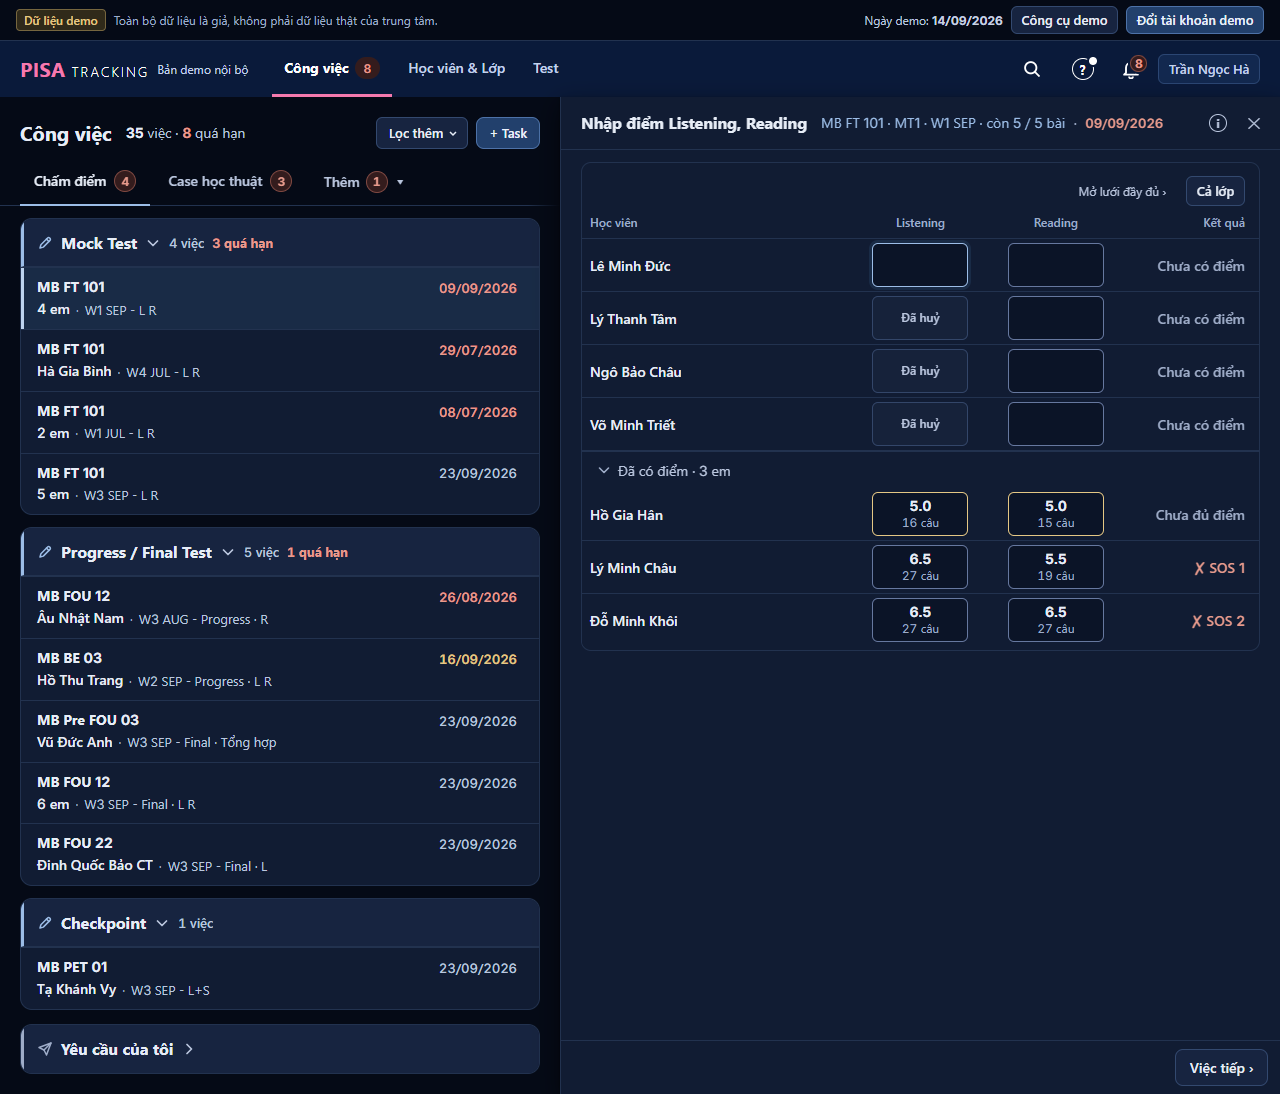 Dữ liệu demo Toàn bộ dữ liệu là giả, không phải dữ liệu thật của trung tâm. Ngày demo: 14/09/2026 Công cụ demo Đổi tài khoản demo
PISA TRACKING Bản demo nội bộ Công việc 8 Học viên & Lớp Test ? 8 Trần Ngọc Hà
Công việc 35 việc · 8 quá hạn Lọc thêm + Task
Chấm điểm 4 Case học thuật 3 Thêm 1
Mock Test 4 việc 3 quá hạn
MB FT 101 09/09/2026
4 em · W1 SEP - L R
MB FT 101 29/07/2026
Hà Gia Bình · W4 JUL - L R
MB FT 101 08/07/2026
2 em · W1 JUL - L R
MB FT 101 23/09/2026
5 em · W3 SEP - L R
Progress / Final Test 5 việc 1 quá hạn
MB FOU 12 26/08/2026
Âu Nhật Nam · W3 AUG - Progress · R
MB BE 03 16/09/2026
Hồ Thu Trang · W2 SEP - Progress · L R
MB Pre FOU 03 23/09/2026
Vũ Đức Anh · W3 SEP - Final · Tổng hợp
MB FOU 12 23/09/2026
6 em · W3 SEP - Final · L R
MB FOU 22 23/09/2026
Đinh Quốc Bảo CT · W3 SEP - Final · L
Checkpoint 1 việc
MB PET 01 23/09/2026
Tạ Khánh Vy · W3 SEP - L+S
Yêu cầu của tôi
Nhập điểm Listening, Reading MB FT 101 · MT1 · W1 SEP · còn 5 / 5 bài · 09/09/2026
Mở lưới đầy đủ › Cả lớp
Học viên Listening Reading Kết quả
Lê Minh Đức Chưa có điểm
Lý Thanh Tâm Đã huỷ Chưa có điểm
Ngô Bảo Châu Đã huỷ Chưa có điểm
Võ Minh Triết Đã huỷ Chưa có điểm
Đã có điểm · 3 em
Hồ Gia Hân 5.0 16 câu 5.0 15 câu Chưa đủ điểm
Lý Minh Châu 6.5 27 câu 5.5 19 câu ✗ SOS 1
Đỗ Minh Khôi 6.5 27 câu 6.5 27 câu ✗ SOS 2
Việc tiếp ›